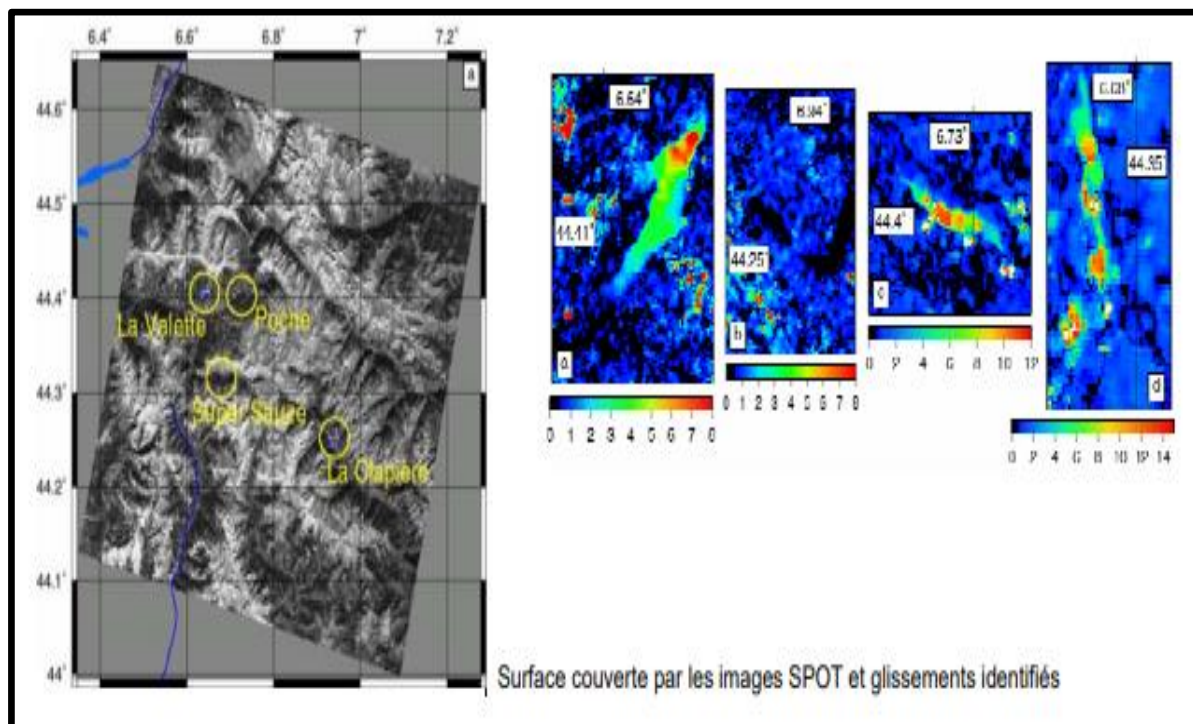 6.4° 6.6° 6.8° 7° 7.2°
a
44.6°
44.5°
44.4°
44.3°
44.2°
44.1°
44°
La Valette
Poche
Super Sauze
La Clapière
6.64°
44.41°
a
0 1 2 3 4 5 6 7 8
6.94°
44.25°
b
0 1 2 3 4 5 6 7 8
6.73°
44.4°
c
0 2 4 6 8 10 12
d
0 2 4 6 8 10 12 14
Surface couverte par les images SPOT et glissements identifiés